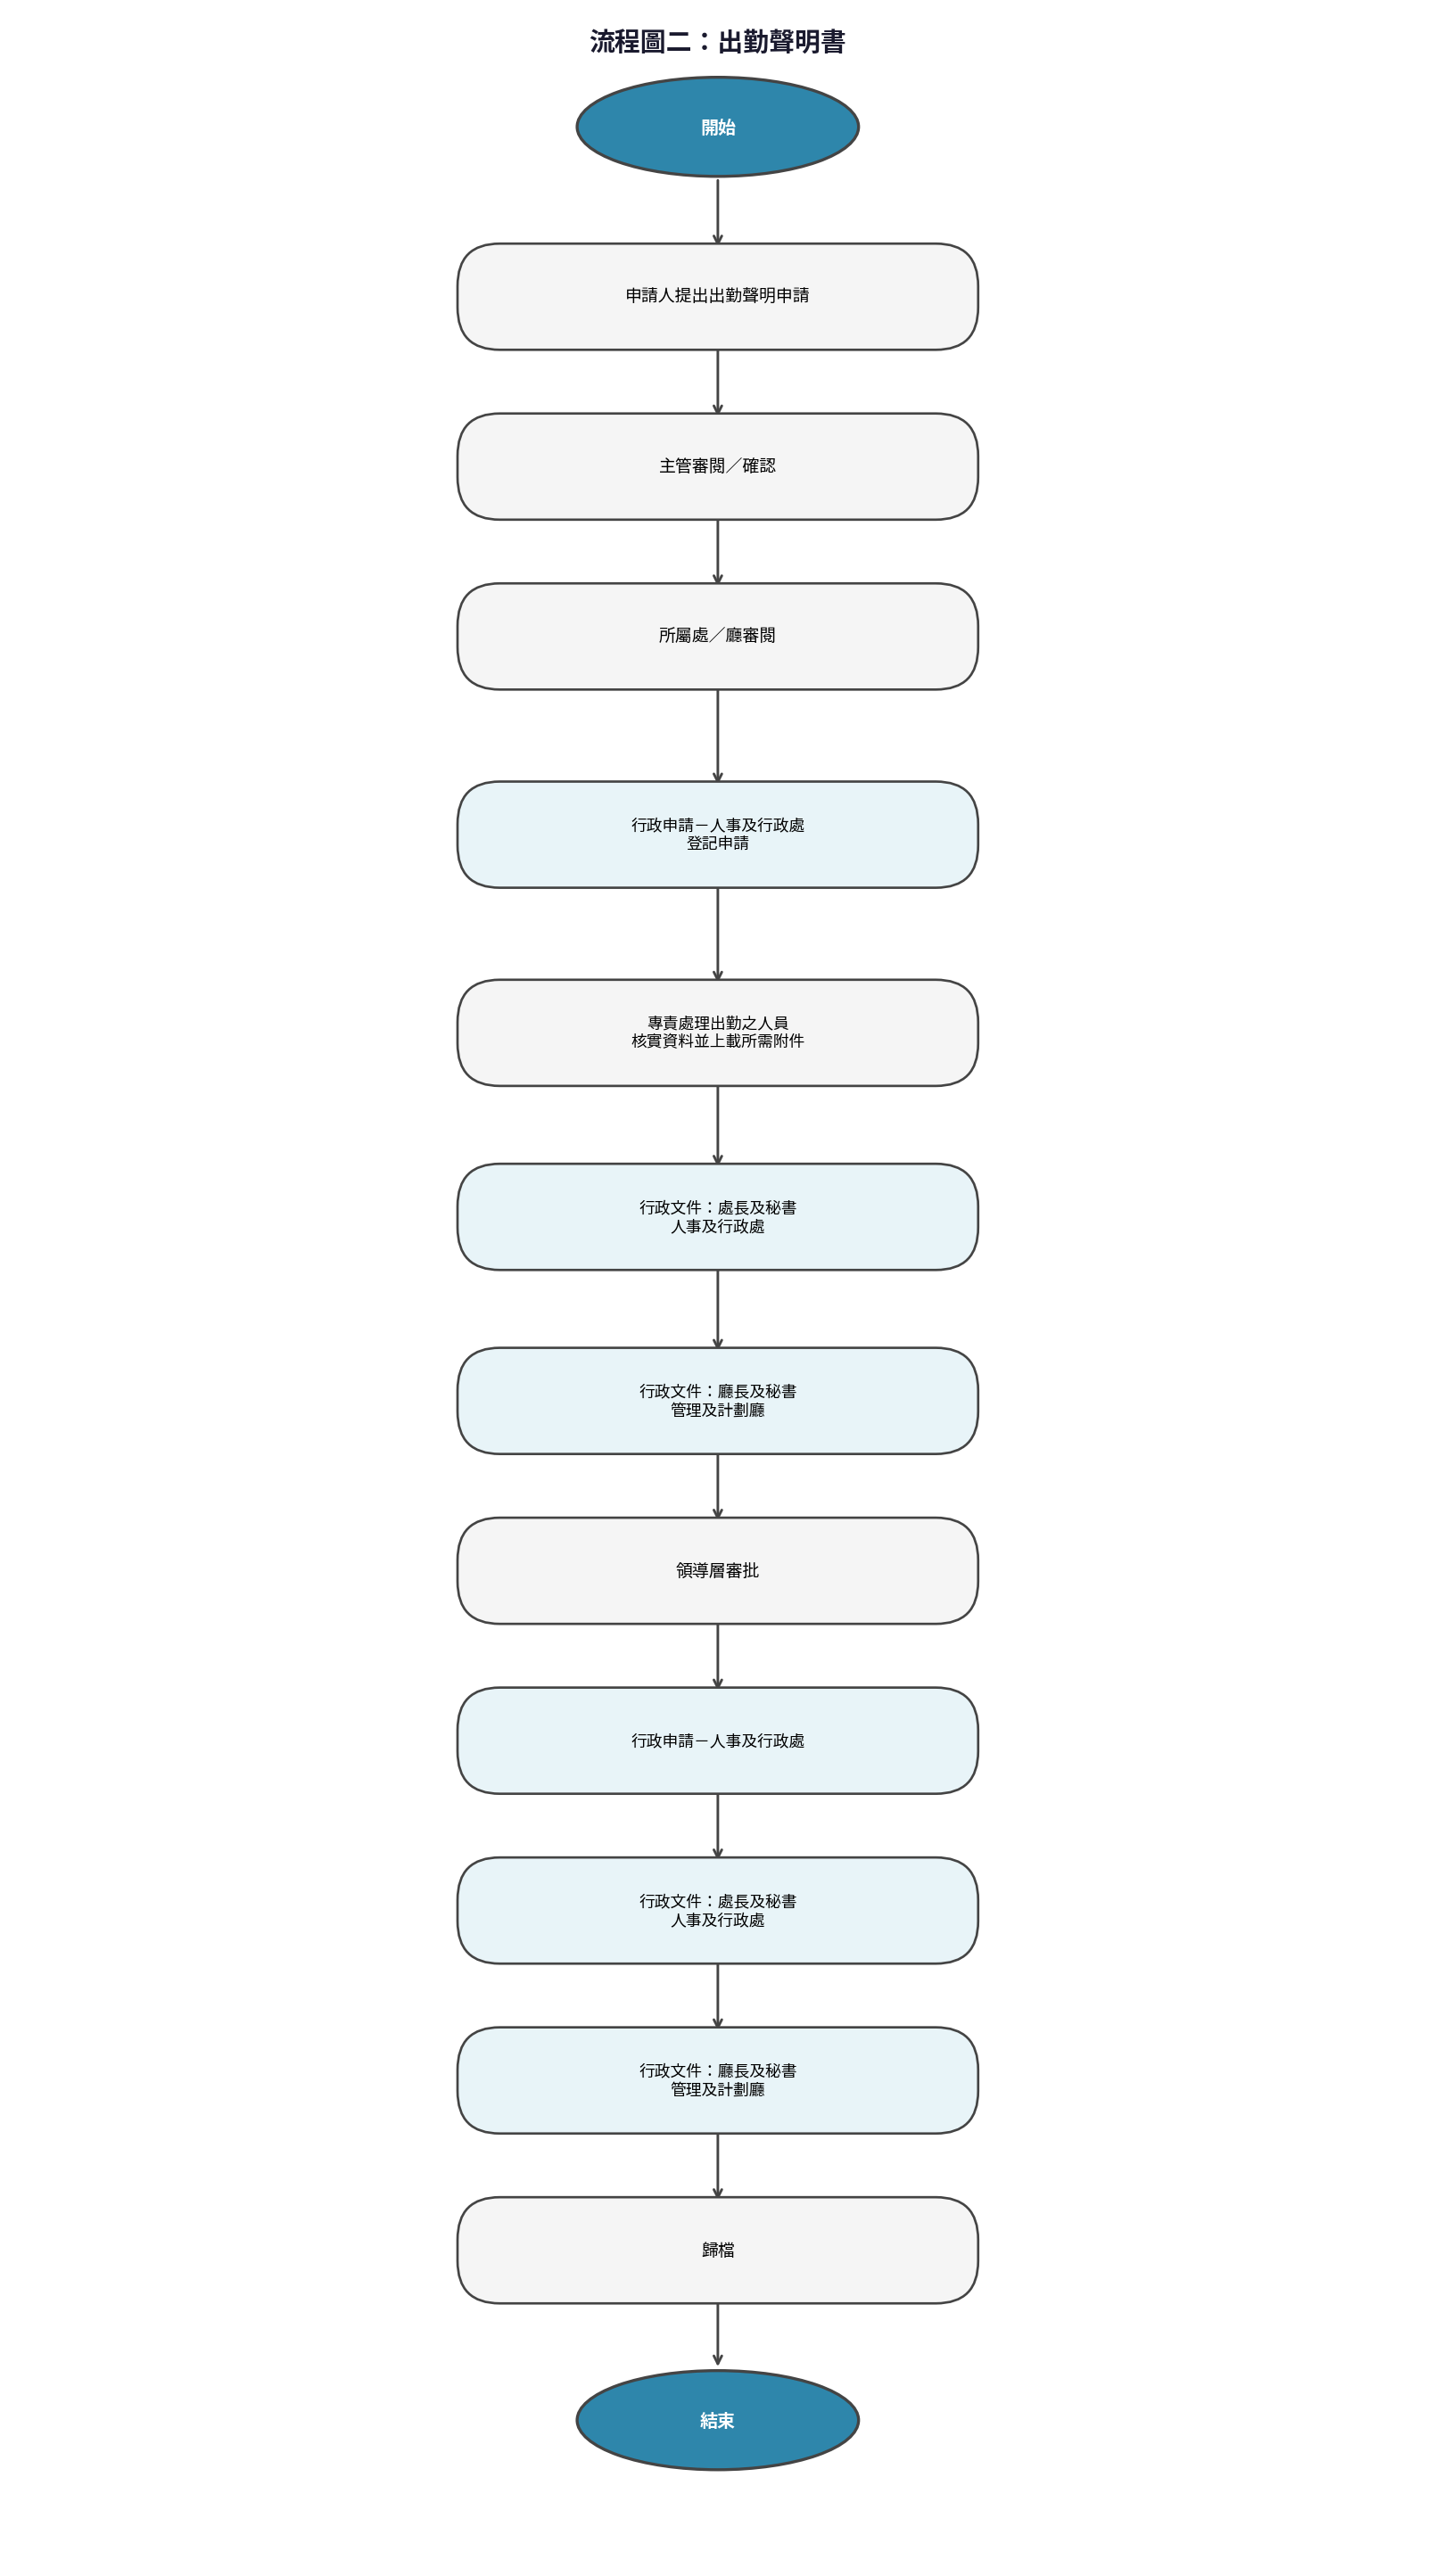 流程圖二：出勤聲明書
開始
申請人提出出勤聲明申請
主管審閱／確認
所屬處／廳審閱
行政申請－人事及行政處
登記申請
專責處理出勤之人員
核實資料並上載所需附件
行政文件：處長及秘書
人事及行政處
行政文件：廳長及秘書
管理及計劃廳
領導層審批
行政申請－人事及行政處
行政文件：處長及秘書
人事及行政處
行政文件：廳長及秘書
管理及計劃廳
歸檔
結束